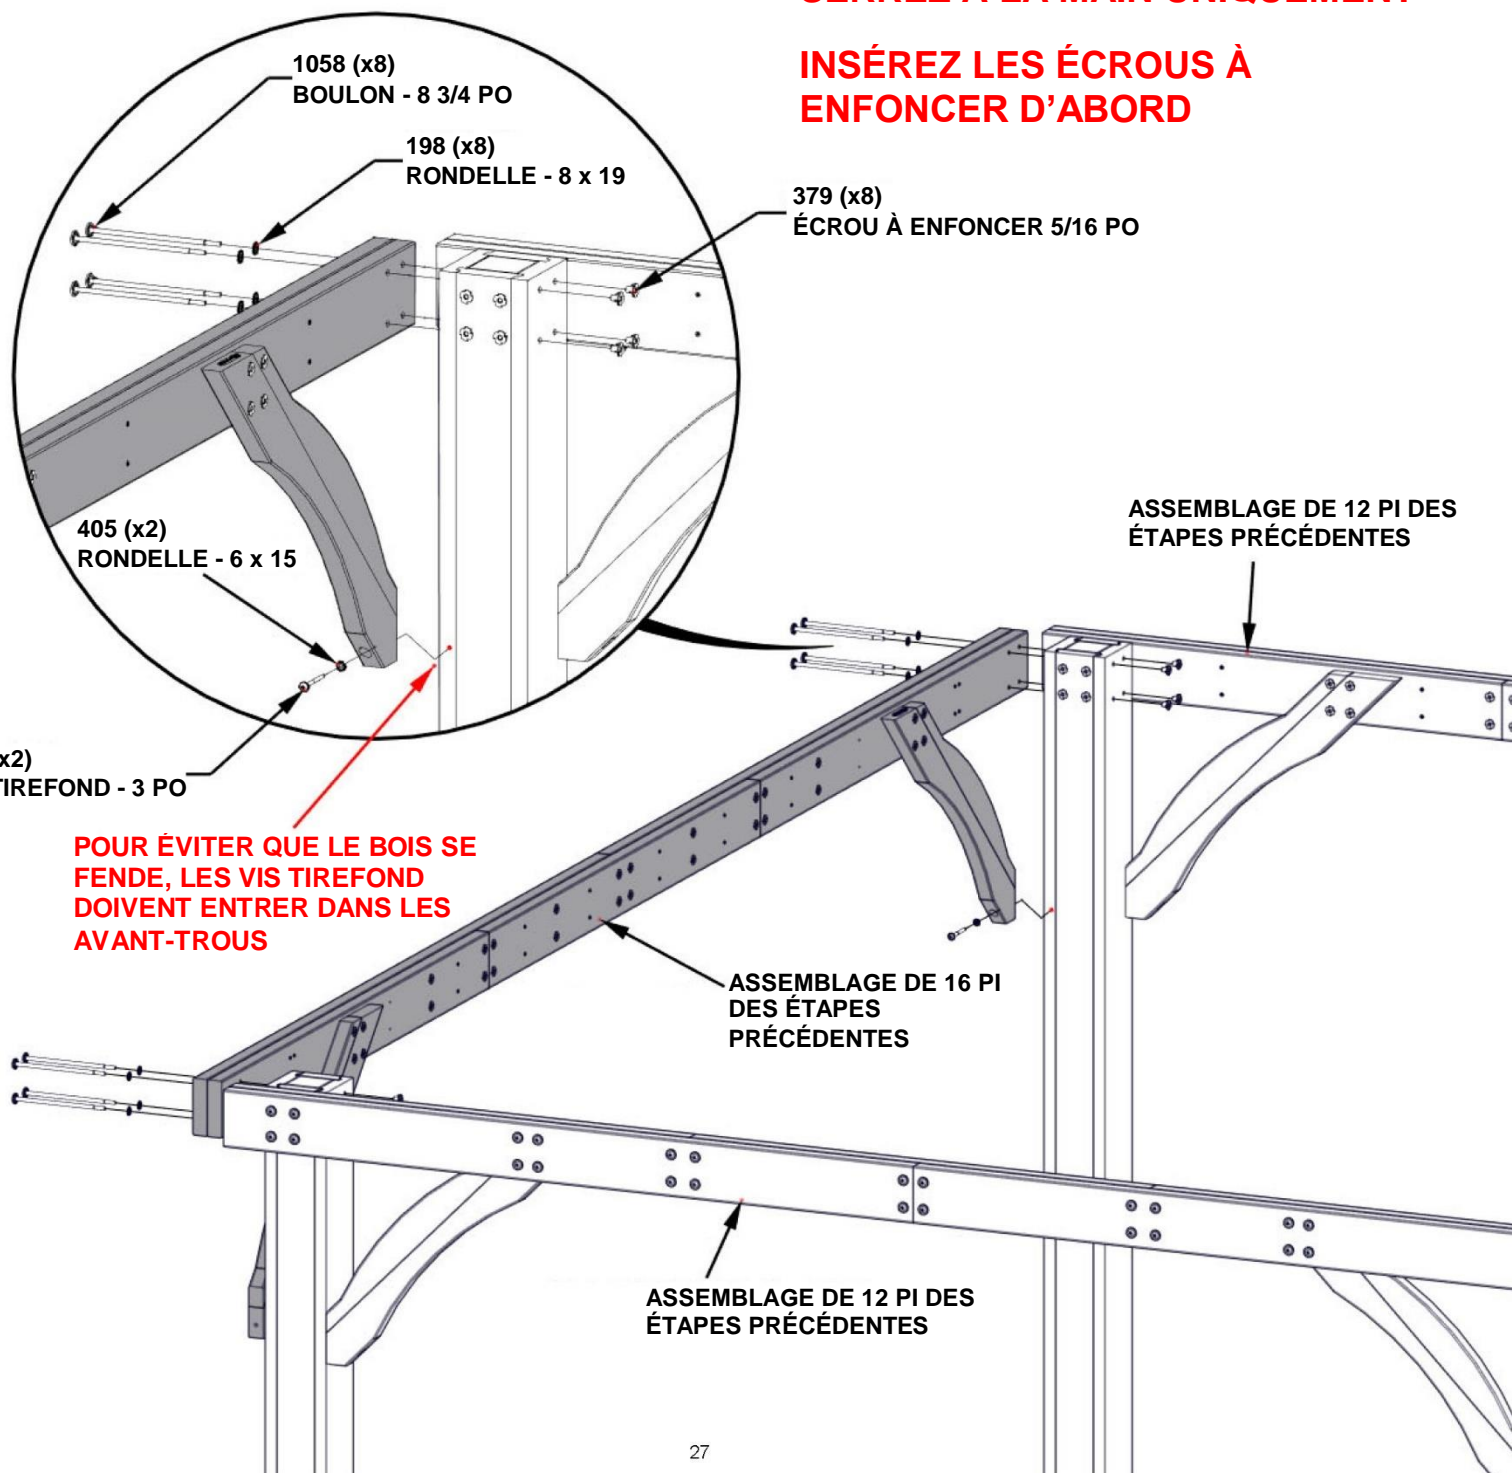 INSÉREZ LES ÉCROUS À
ENFONCER D'ABORD
1058 (x8)
BOULON - 8 3/4 PO
198 (x8)
RONDELLE - 8 x 19
379 (x8)
ÉCROU À ENFONCER 5/16 PO
405 (x2)
RONDELLE - 6 x 15
x2)
TIREFOND - 3 PO
POUR ÉVITER QUE LE BOIS SE
FENDE, LES VIS TIREFOND
DOIVENT ENTRER DANS LES
AVANT-TROUS
ASSEMBLAGE DE 12 PI DES
ÉTAPES PRÉCÉDENTES
ASSEMBLAGE DE 16 PI
DES ÉTAPES
PRÉCÉDENTES
ASSEMBLAGE DE 12 PI DES
ÉTAPES PRÉCÉDENTES
27